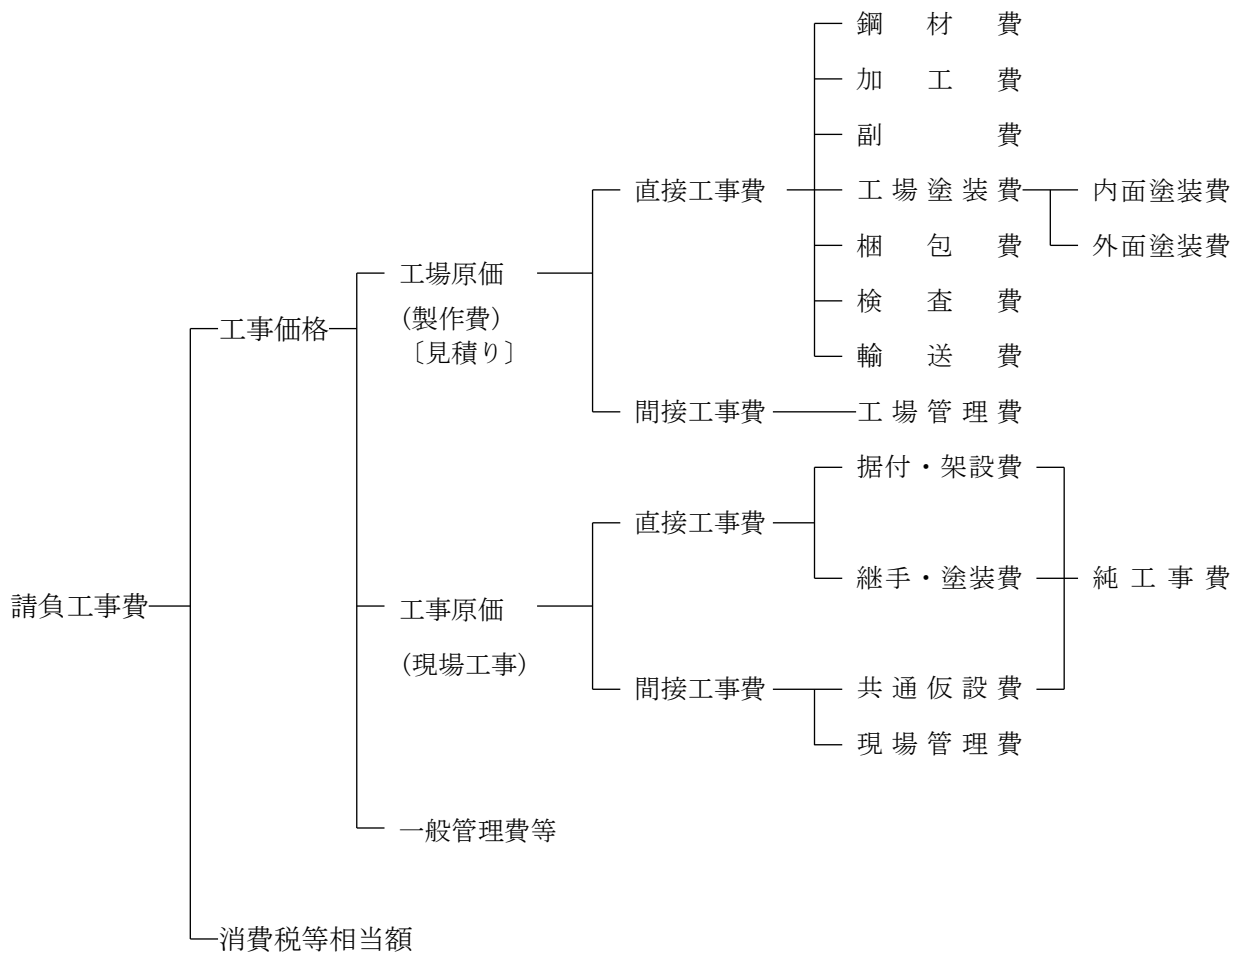 鋼材費
加工費
副費
直接工事費 工場塗装費 内面塗装費
梱包費 外面塗装費
工場原価
検査費
(製作費)
工事価格
〔見積り〕
輸送費
間接工事費 工場管理費
据付・架設費
直接工事費
継手・塗装費 純工事費
請負工事費 工事原価
(現場工事)
間接工事費 共通仮設費
現場管理費
一般管理費等
消費税等相当額